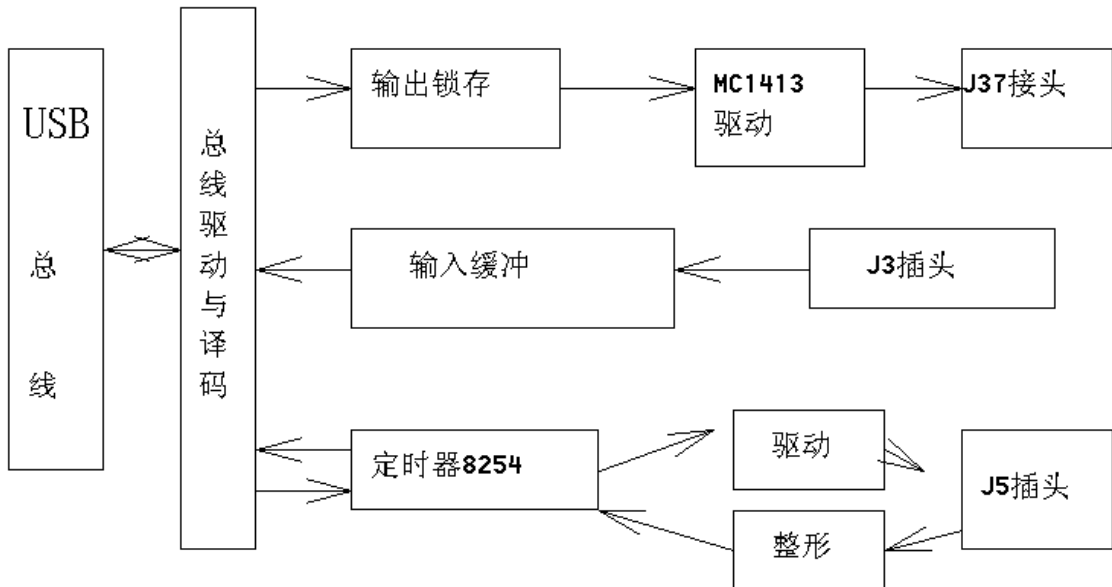 USB
总
线
总
线
驱
动
与
译
码
输出锁存
MC1413
驱动
J37接头
输入缓冲
J3插头
定时器8254
驱动
整形
J5插头